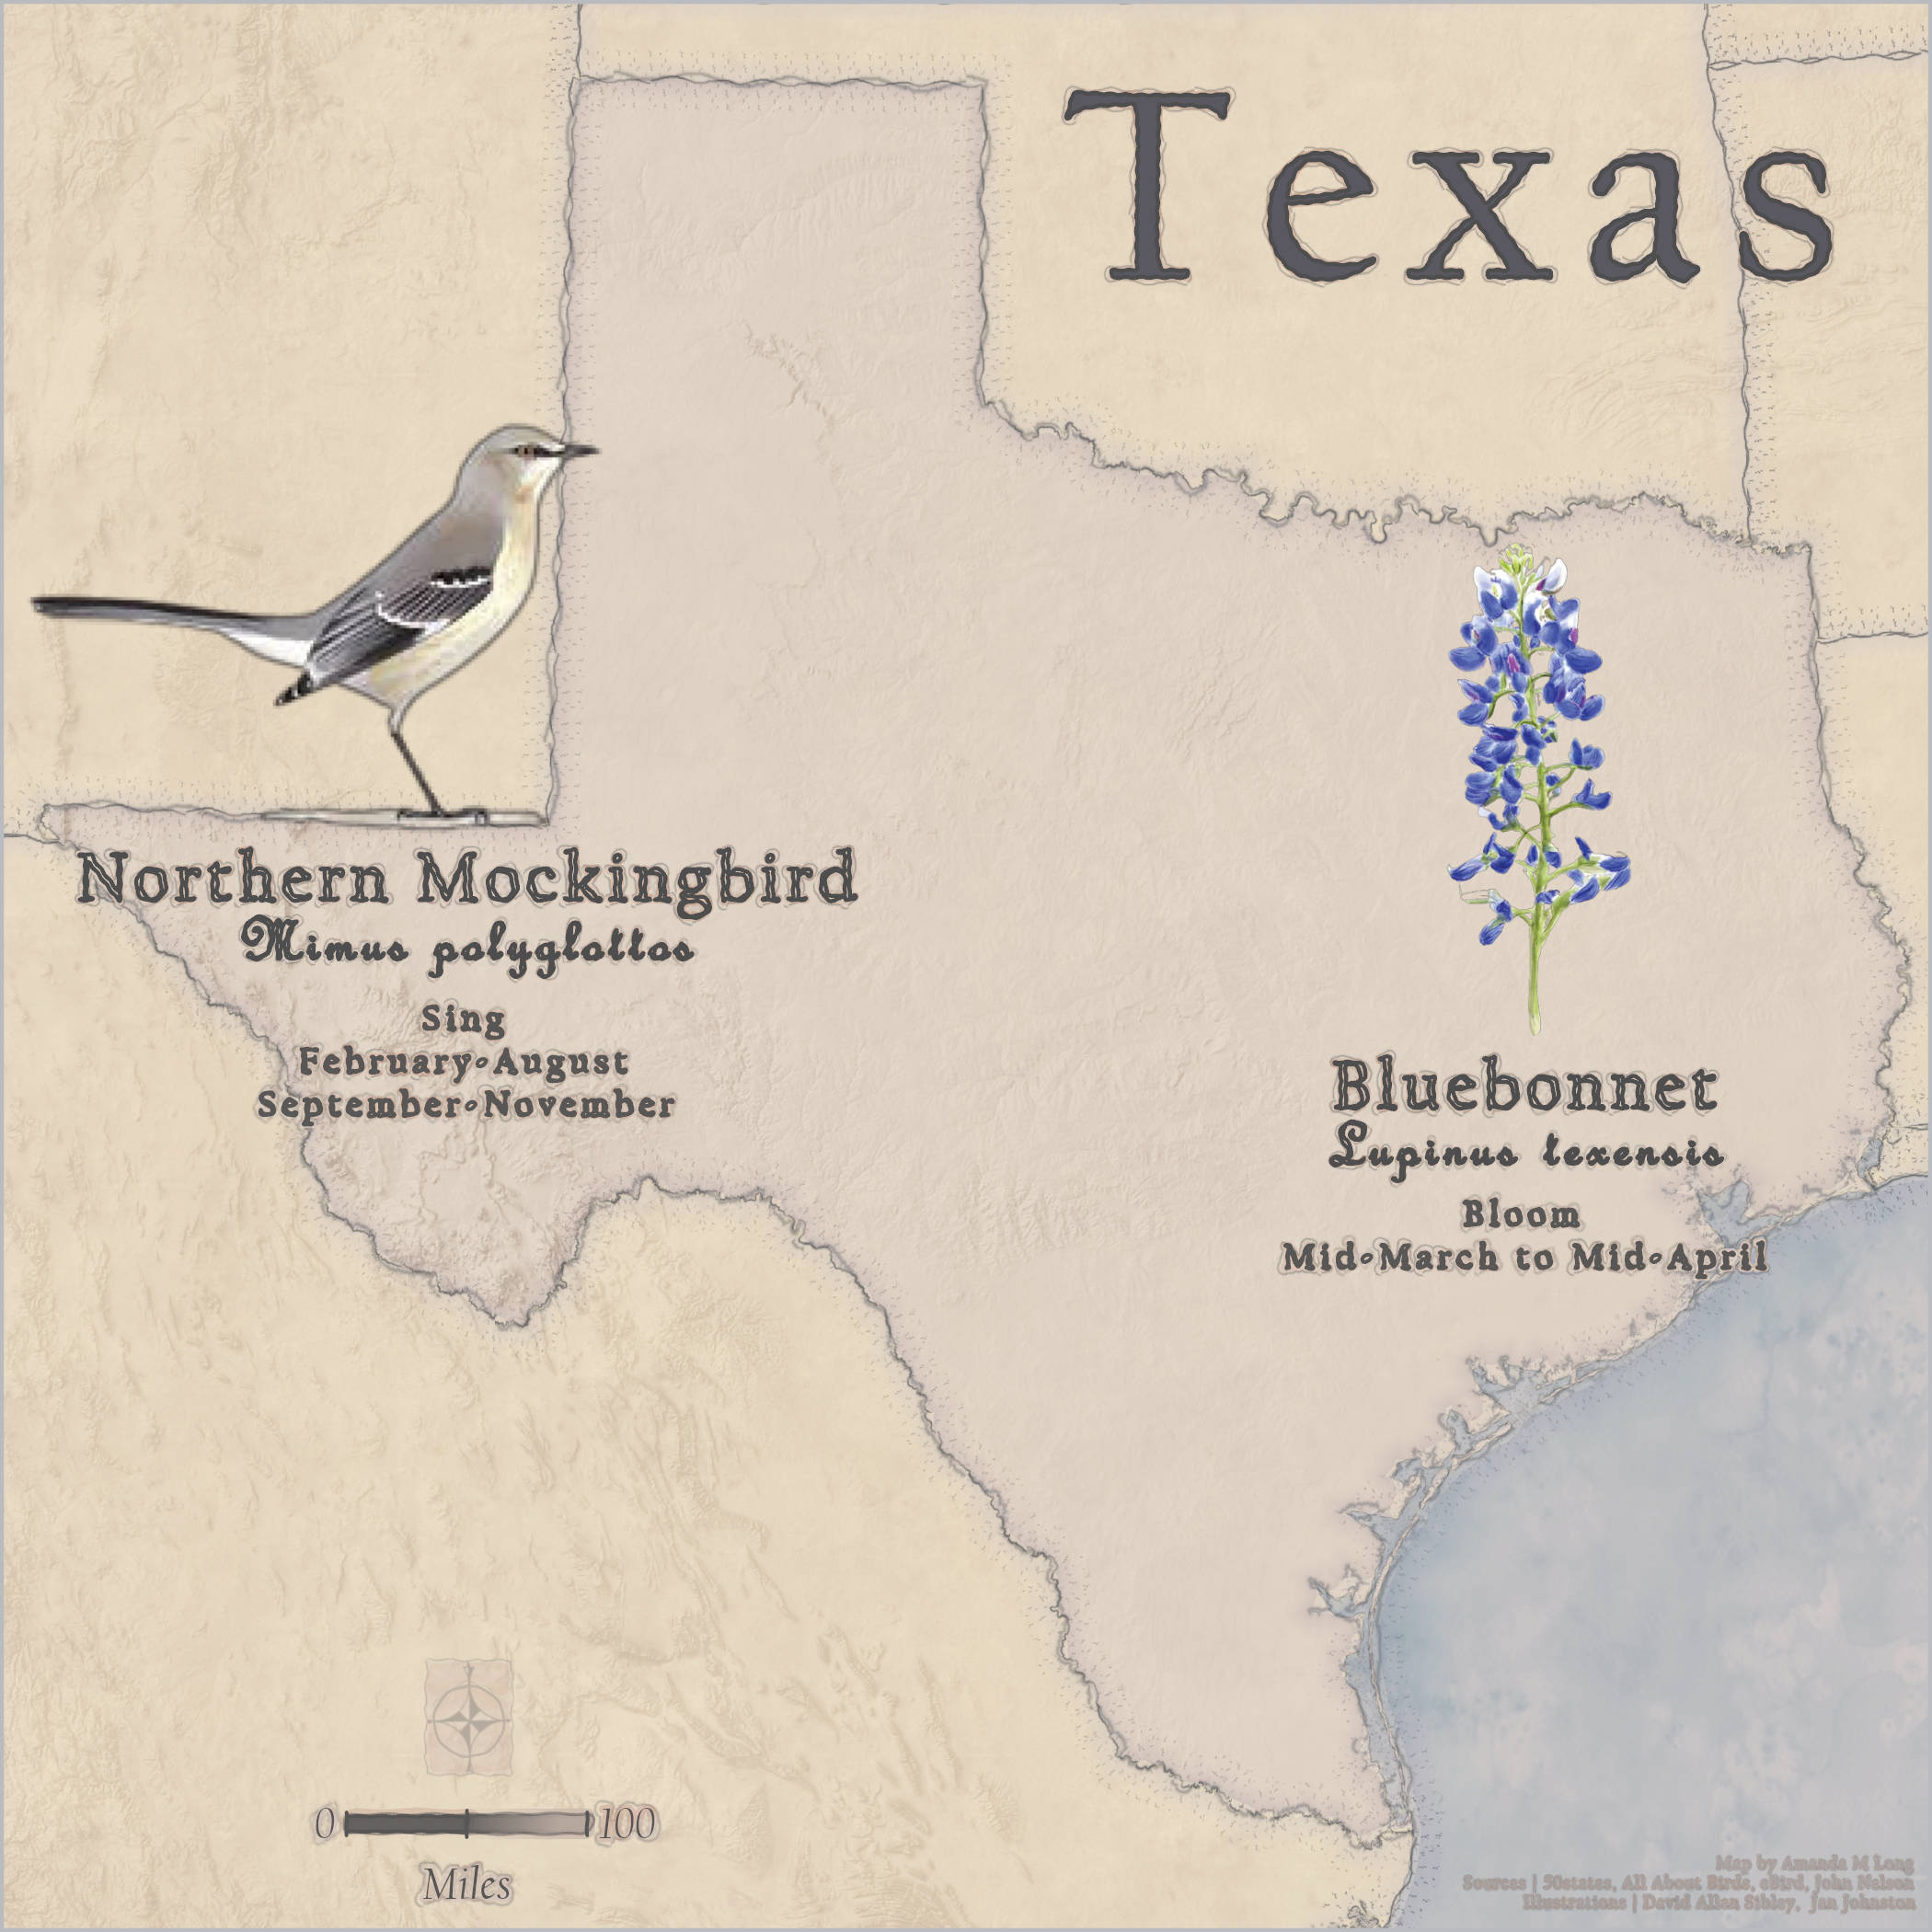 Texas
Northern Mockingbird
Mimus polyglottos
Sing
February-August
September-November
Bluebonnet
Lupinus texensis
Bloom
Mid-March to Mid-April
0 100
Miles
Map by Amanda M Long
Sources | 50states, All About Birds, eBird, John Nelson
Illustrations | David Allen Sibley, Jan Johnston